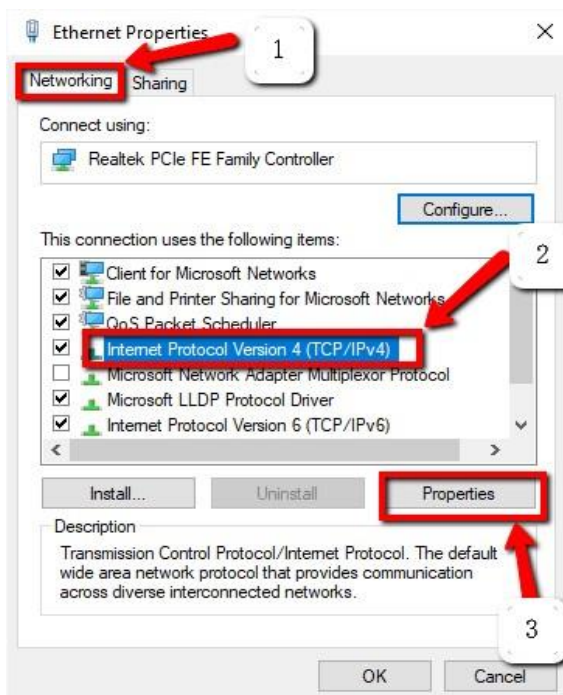 Ethernet Properties
1
Networking
Sharing
Connect using:
Realtek PCIe FE Family Controller
Configure...
This connection uses the following items:
2
Client for Microsoft Networks
File and Printer Sharing for Microsoft Networks
QoS Packet Scheduler
Internet Protocol Version 4 (TCP/IPv4)
Microsoft Network Adapter Multiplexor Protocol
Microsoft LLDP Protocol Driver
Internet Protocol Version 6 (TCP/IPv6)
Install...
Uninstall
Properties
Description
Transmission Control Protocol/Internet Protocol. The default
wide area network protocol that provides communication
across diverse interconnected networks.
3
OK
Cancel